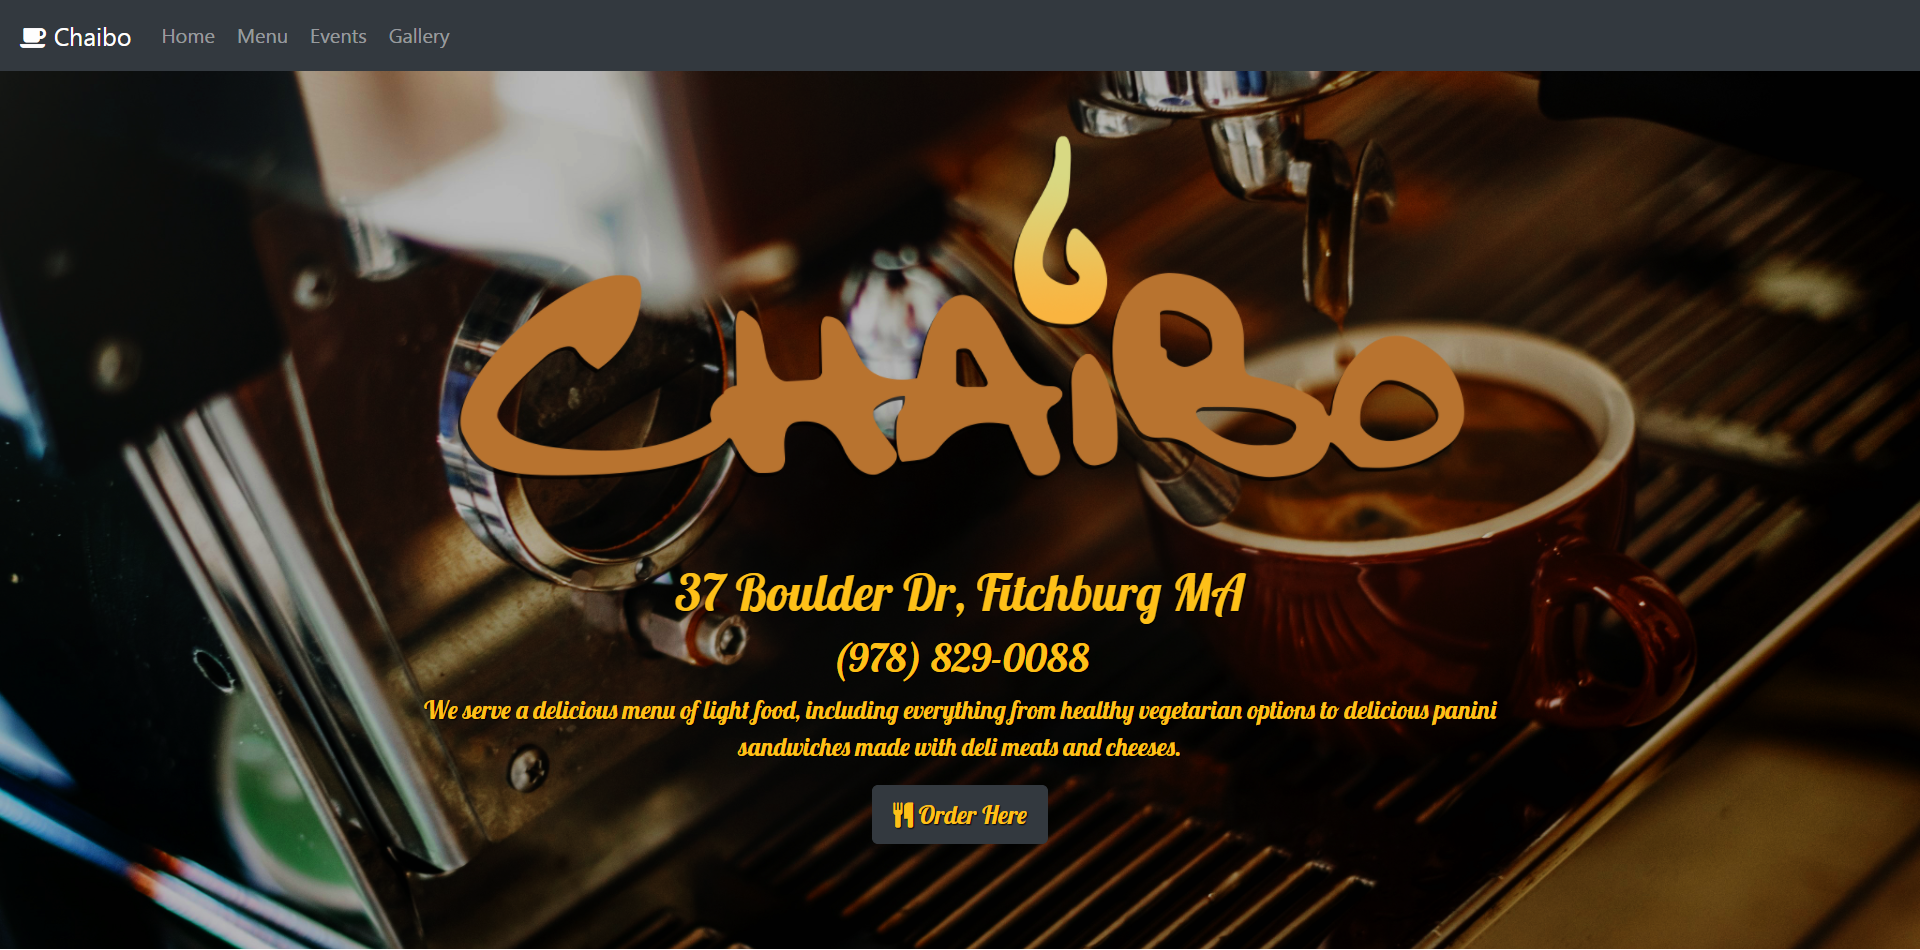 Chaibo Home Menu Events Gallery
CHAiBO
37 Boulder Dr, Fitchburg MA
(978) 829-0088
We serve a delicious menu of light food, including everything from healthy vegetarian options to delicious panini
sandwiches made with deli meats and cheeses.
Order Here